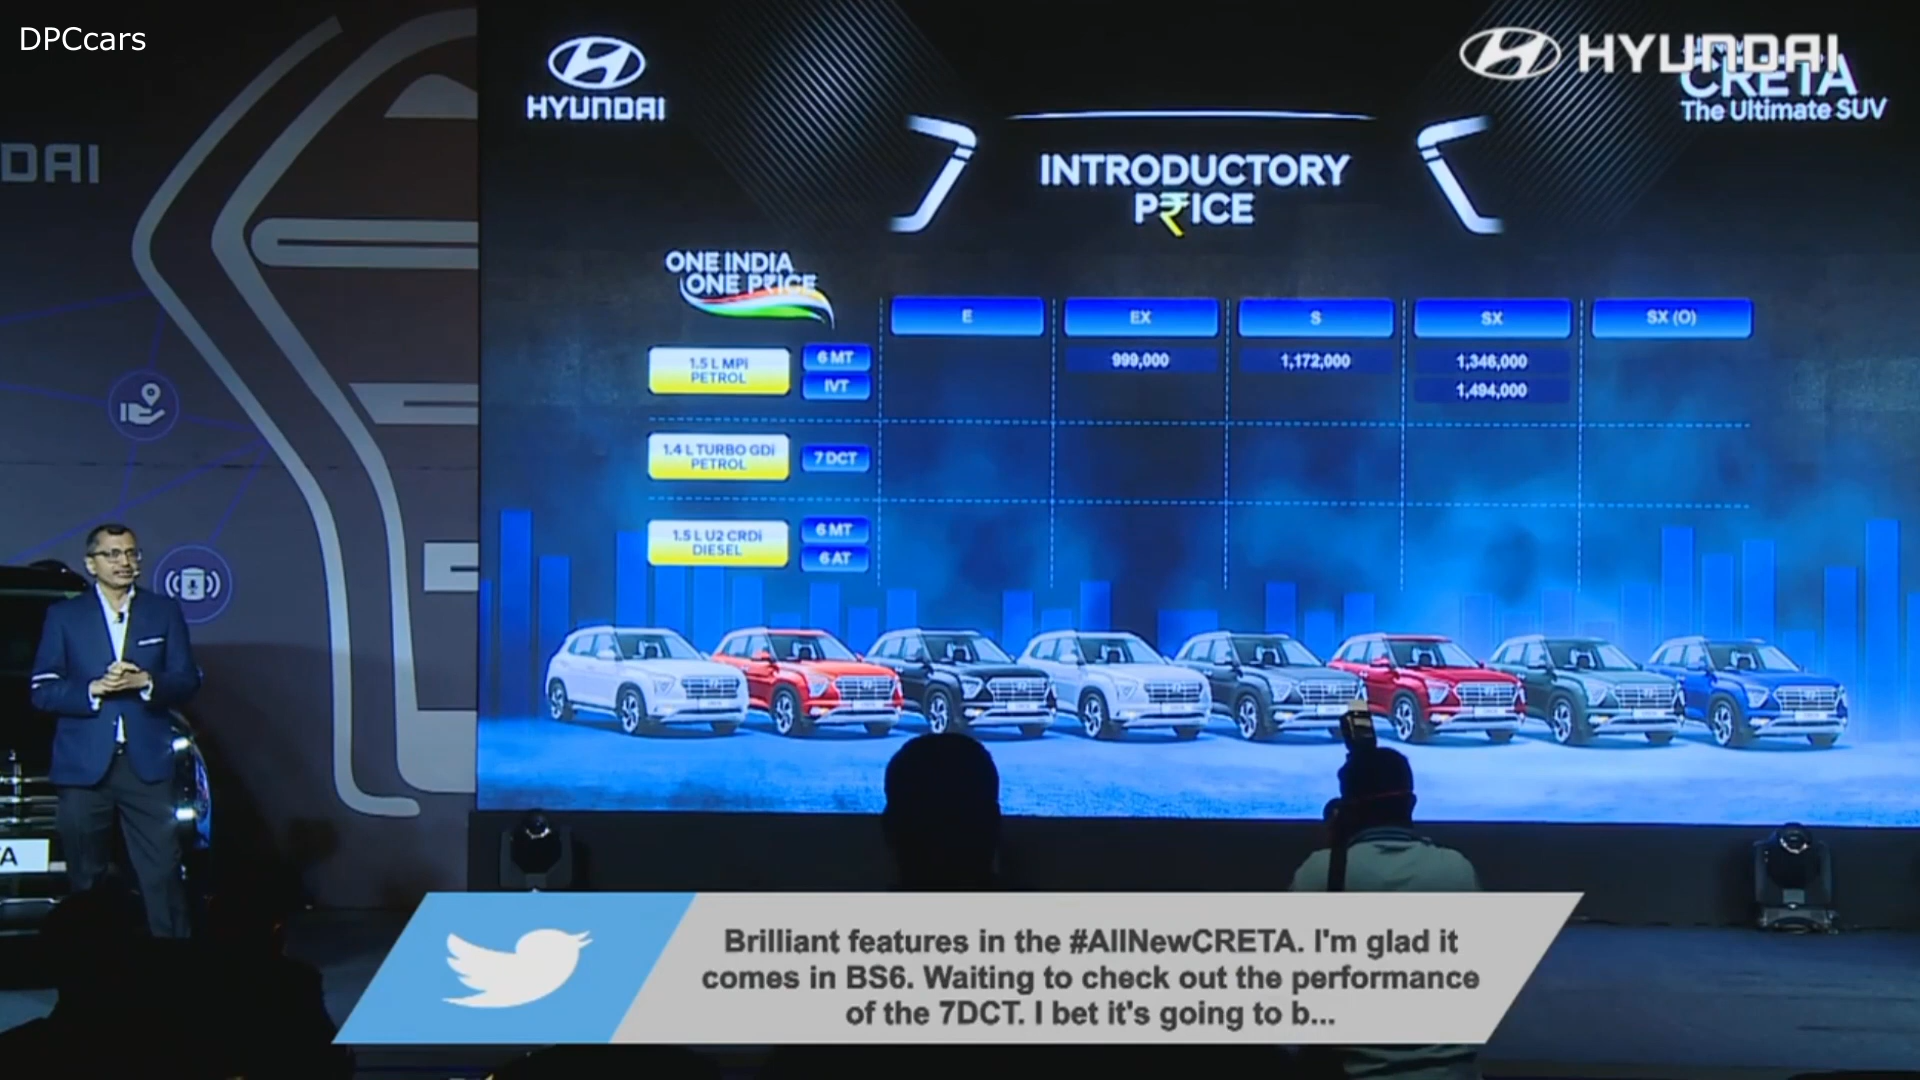 DPCcars
HYUNDAI
HYUNDAI
CRETA
The Ultimate SUV
DAI
INTRODUCTORY
P₹ICE
ONE INDIA
ONE P₹ICE
E
EX
S
SX
SX (O)
1.5 L MPi
PETROL
6 MT
IVT
999,000
1,172,000
1,346,000
1,494,000
1.4 L TURBO GDi
PETROL
7 DCT
1.5 L U2 CRDi
DIESEL
6 MT
6 AT
TA
Brilliant features in the #AllNewCRETA. I'm glad it
comes in BS6. Waiting to check out the performance
of the 7DCT. I bet it's going to b...